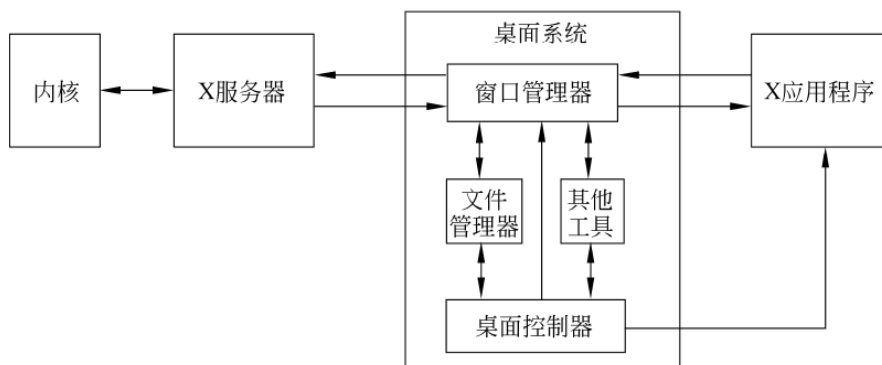 桌面系统
内核
X服务器
窗口管理器
X应用程序
文件
管理器
其他
工具
桌面控制器